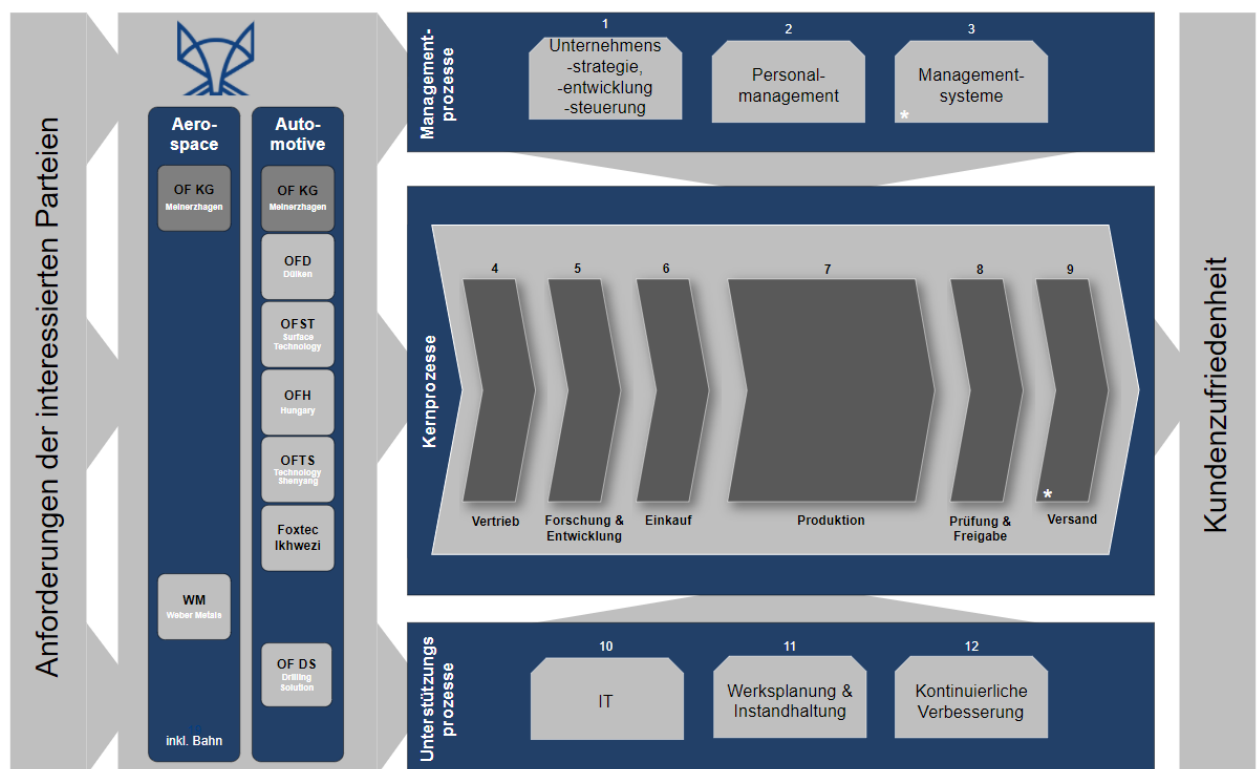 Anforderungen der interessierten Parteien
Aero-
space
OF KG
Meinerzhagen
WM
Weber Metals
inkl. Bahn
Auto-
motive
OF KG
Meinerzhagen
OFD
Dülken
OFST
Surface
Technology
OFH
Hungary
OFTS
Technology
Shenyang
Foxtec
Ikhwezi
OF DS
Drilling
Solution
Management-
prozesse
1
Unternehmens
-strategie,
-entwicklung
-steuerung
2
Personal-
management
3
Management-
systeme
*
Kernprozesse
4
Vertrieb
5
Forschung &
Entwicklung
6
Einkauf
7
Produktion
8
Prüfung &
Freigabe
9
*
Versand
Unterstützungs
prozesse
10
IT
11
Werksplanung &
Instandhaltung
12
Kontinuierliche
Verbesserung
Kundenzufriedenheit